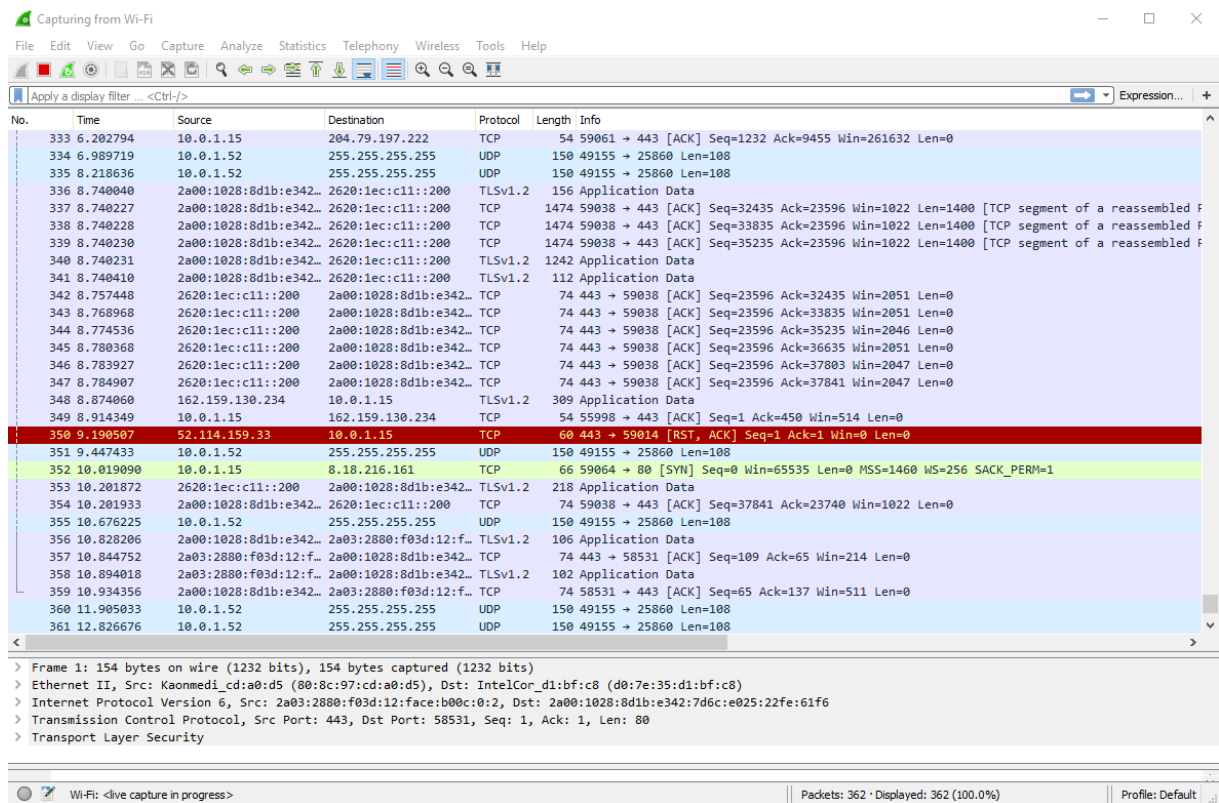 Capturing from Wi-Fi
File Edit View Go Capture Analyze Statistics Telephony Wireless Tools Help
Apply a display filter ... <Ctrl-/> Expression... +
No. Time Source Destination Protocol Length Info
333 6.202794 10.0.1.15 204.79.197.222 TCP 54 59061 → 443 [ACK] Seq=1232 Ack=9455 Win=261632 Len=0
334 6.989719 10.0.1.52 255.255.255.255 UDP 150 49155 → 25860 Len=108
335 8.218636 10.0.1.52 255.255.255.255 UDP 150 49155 → 25860 Len=108
336 8.740040 2a00:1028:8d1b:e342… 2620:1ec:c11::200 TLSv1.2 156 Application Data
337 8.740227 2a00:1028:8d1b:e342… 2620:1ec:c11::200 TCP 1474 59038 → 443 [ACK] Seq=32435 Ack=23596 Win=1022 Len=1400 [TCP segment of a reassembled P
338 8.740228 2a00:1028:8d1b:e342… 2620:1ec:c11::200 TCP 1474 59038 → 443 [ACK] Seq=33835 Ack=23596 Win=1022 Len=1400 [TCP segment of a reassembled P
339 8.740230 2a00:1028:8d1b:e342… 2620:1ec:c11::200 TCP 1474 59038 → 443 [ACK] Seq=35235 Ack=23596 Win=1022 Len=1400 [TCP segment of a reassembled P
340 8.740231 2a00:1028:8d1b:e342… 2620:1ec:c11::200 TLSv1.2 1242 Application Data
341 8.740410 2a00:1028:8d1b:e342… 2620:1ec:c11::200 TLSv1.2 112 Application Data
342 8.757448 2620:1ec:c11::200 2a00:1028:8d1b:e342… TCP 74 443 → 59038 [ACK] Seq=23596 Ack=32435 Win=2051 Len=0
343 8.768968 2620:1ec:c11::200 2a00:1028:8d1b:e342… TCP 74 443 → 59038 [ACK] Seq=23596 Ack=33835 Win=2051 Len=0
344 8.774536 2620:1ec:c11::200 2a00:1028:8d1b:e342… TCP 74 443 → 59038 [ACK] Seq=23596 Ack=35235 Win=2046 Len=0
345 8.780368 2620:1ec:c11::200 2a00:1028:8d1b:e342… TCP 74 443 → 59038 [ACK] Seq=23596 Ack=36635 Win=2051 Len=0
346 8.783927 2620:1ec:c11::200 2a00:1028:8d1b:e342… TCP 74 443 → 59038 [ACK] Seq=23596 Ack=37803 Win=2047 Len=0
347 8.784907 2620:1ec:c11::200 2a00:1028:8d1b:e342… TCP 74 443 → 59038 [ACK] Seq=23596 Ack=37841 Win=2047 Len=0
348 8.874060 162.159.130.234 10.0.1.15 TLSv1.2 309 Application Data
349 8.914349 10.0.1.15 162.159.130.234 TCP 54 55998 → 443 [ACK] Seq=1 Ack=450 Win=514 Len=0
350 9.190507 52.114.159.33 10.0.1.15 TCP 60 443 → 59014 [RST, ACK] Seq=1 Ack=1 Win=0 Len=0
351 9.447433 10.0.1.52 255.255.255.255 UDP 150 49155 → 25860 Len=108
352 10.019090 10.0.1.15 8.18.216.161 TCP 66 59064 → 80 [SYN] Seq=0 Win=65535 Len=0 MSS=1460 WS=256 SACK_PERM=1
353 10.201872 2620:1ec:c11::200 2a00:1028:8d1b:e342… TLSv1.2 218 Application Data
354 10.201933 2a00:1028:8d1b:e342… 2620:1ec:c11::200 TCP 74 59038 → 443 [ACK] Seq=37841 Ack=23740 Win=1022 Len=0
355 10.676225 10.0.1.52 255.255.255.255 UDP 150 49155 → 25860 Len=108
356 10.828206 2a00:1028:8d1b:e342… 2a03:2880:f03d:12:f… TLSv1.2 106 Application Data
357 10.844752 2a03:2880:f03d:12:f… 2a00:1028:8d1b:e342… TCP 74 443 → 58531 [ACK] Seq=109 Ack=65 Win=214 Len=0
358 10.894018 2a03:2880:f03d:12:f… 2a00:1028:8d1b:e342… TLSv1.2 102 Application Data
359 10.934356 2a00:1028:8d1b:e342… 2a03:2880:f03d:12:f… TCP 74 58531 → 443 [ACK] Seq=65 Ack=137 Win=511 Len=0
360 11.905033 10.0.1.52 255.255.255.255 UDP 150 49155 → 25860 Len=108
361 12.826676 10.0.1.52 255.255.255.255 UDP 150 49155 → 25860 Len=108
Frame 1: 154 bytes on wire (1232 bits), 154 bytes captured (1232 bits)
Ethernet II, Src: Kaonmedi_cd:a0:d5 (80:8c:97:cd:a0:d5), Dst: IntelCor_d1:bf:c8 (d0:7e:35:d1:bf:c8)
Internet Protocol Version 6, Src: 2a03:2880:f03d:12:face:b00c:0:2, Dst: 2a00:1028:8d1b:e342:7d6c:e025:22fe:61f6
Transmission Control Protocol, Src Port: 443, Dst Port: 58531, Seq: 1, Ack: 1, Len: 80
Transport Layer Security
Wi-Fi: <live capture in progress> Packets: 362 · Displayed: 362 (100.0%) Profile: Default